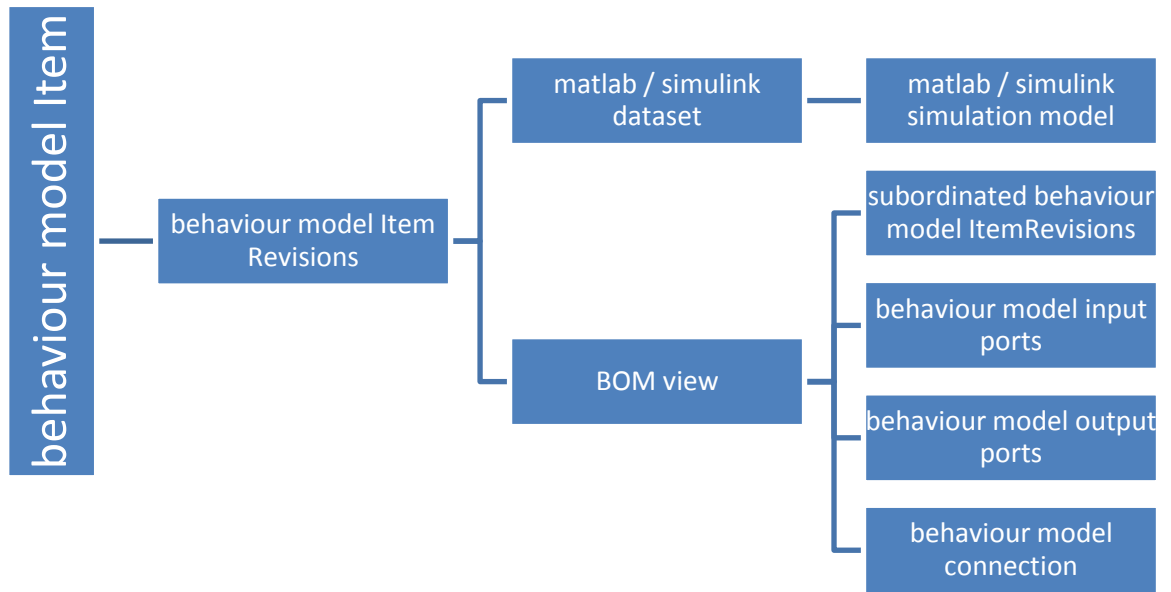 behaviour model Item
behaviour model Item
Revisions
matlab / simulink
dataset
matlab / simulink
simulation model
BOM view
subordinated behaviour
model ItemRevisions
behaviour model input
ports
behaviour model output
ports
behaviour model
connection